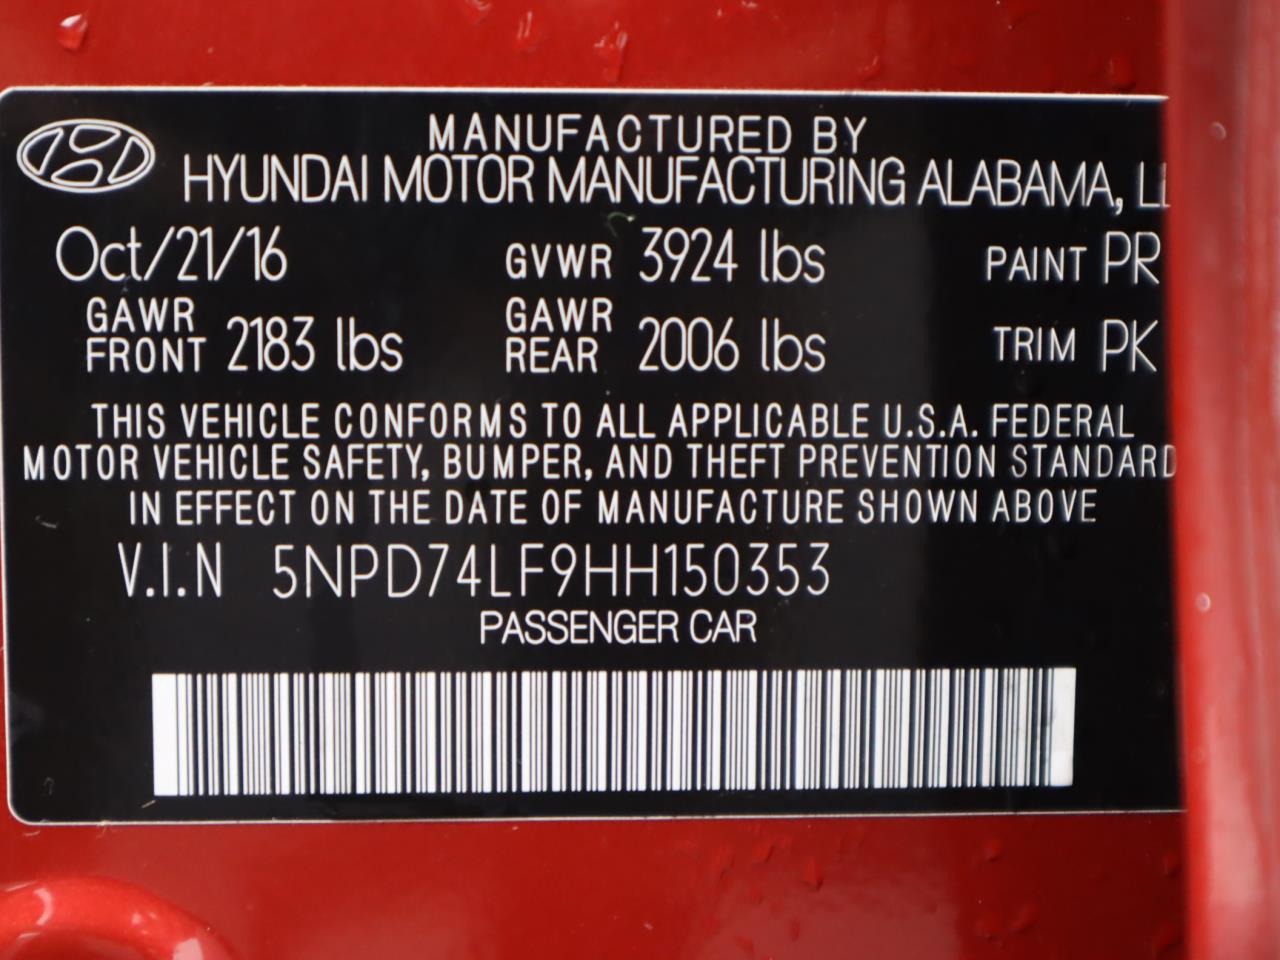 MANUFACTURED BY
HYUNDAI MOTOR MANUFACTURING ALABAMA, LL
Oct/21/16 GVWR 3924 lbs PAINT PR
GAWR FRONT 2183 lbs GAWR REAR 2006 lbs TRIM PK
THIS VEHICLE CONFORMS TO ALL APPLICABLE U.S.A. FEDERAL
MOTOR VEHICLE SAFETY, BUMPER, AND THEFT PREVENTION STANDARD
IN EFFECT ON THE DATE OF MANUFACTURE SHOWN ABOVE
V.I.N 5NPD74LF9HH150353
PASSENGER CAR